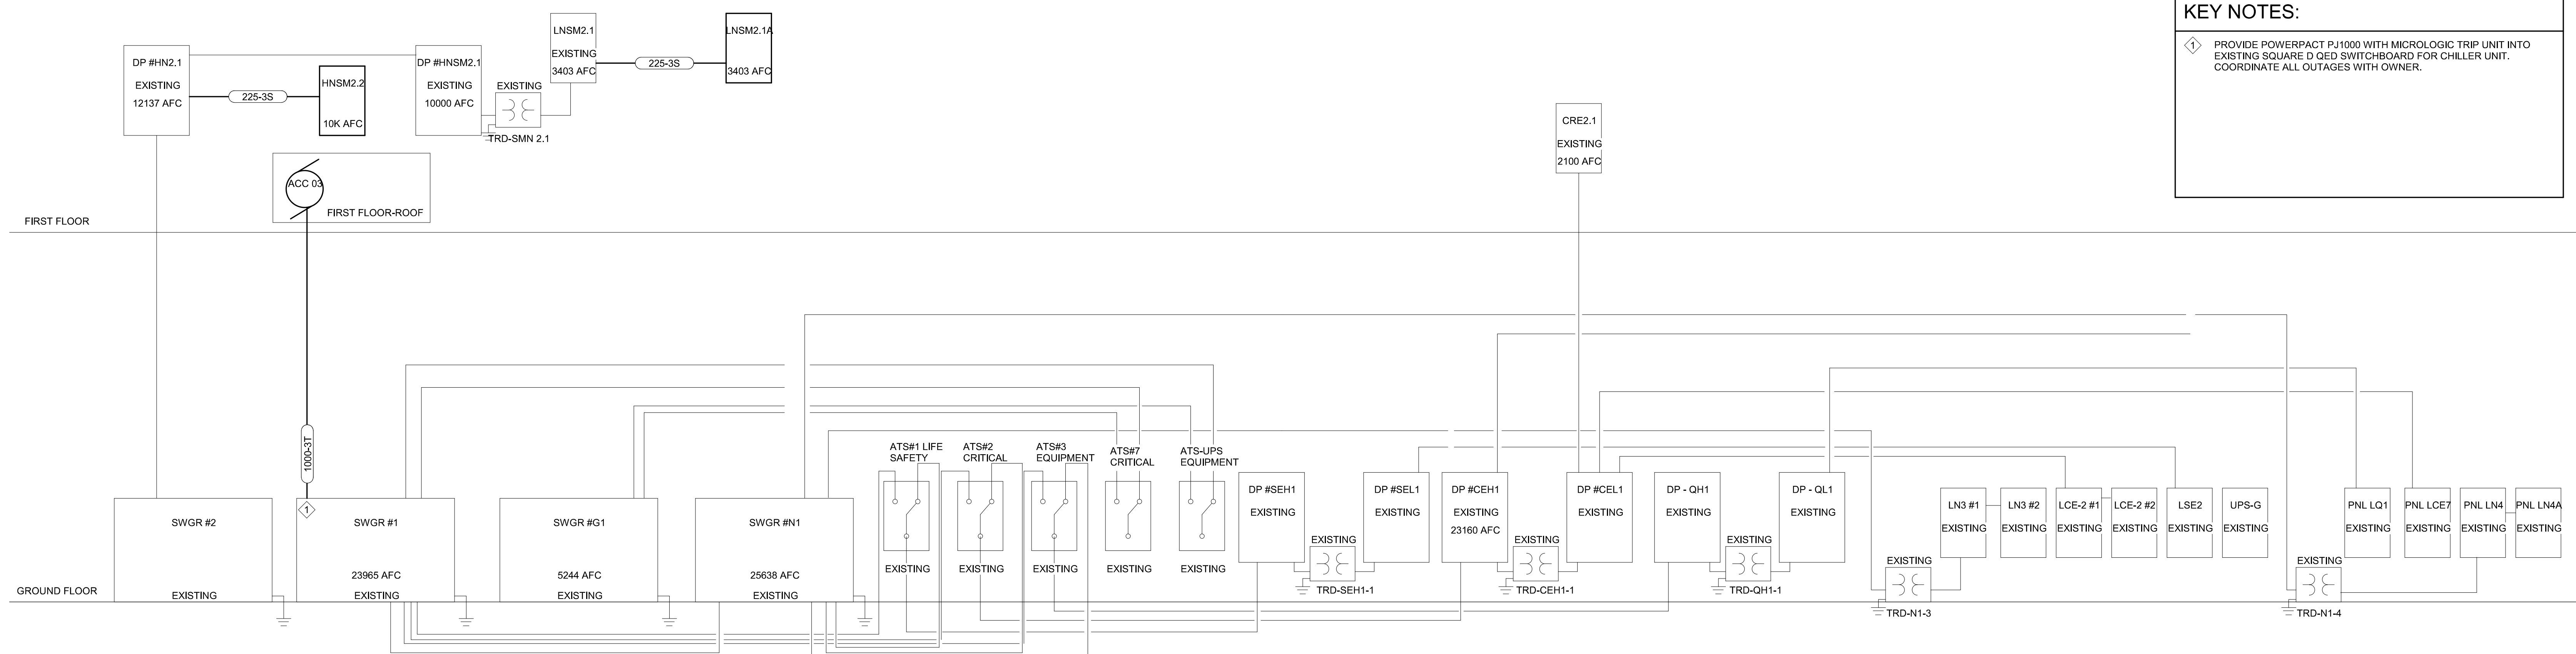 KEY NOTES:
1 PROVIDE POWERPACT PJ1000 WITH MICROLOGIC TRIP UNIT INTO
EXISTING SQUARE D QED SWITCHBOARD FOR CHILLER UNIT.
COORDINATE ALL OUTAGES WITH OWNER.
DP #HN2.1
EXISTING
12137 AFC
225-3S
HNSM2.2
10K AFC
DP #HNSM2.1
EXISTING
10000 AFC
EXISTING
TRD-SMN 2.1
LNSM2.1
EXISTING
3403 AFC
225-3S
LNSM2.1A
3403 AFC
CRE2.1
EXISTING
2100 AFC
ACC 03
FIRST FLOOR-ROOF
FIRST FLOOR
1000-3T
1
SWGR #2
EXISTING
SWGR #1
23965 AFC
EXISTING
SWGR #G1
5244 AFC
EXISTING
SWGR #N1
25638 AFC
EXISTING
ATS#1 LIFE
SAFETY
EXISTING
ATS#2
CRITICAL
EXISTING
ATS#3
EQUIPMENT
EXISTING
ATS#7
CRITICAL
EXISTING
ATS-UPS
EQUIPMENT
EXISTING
DP #SEH1
EXISTING
EXISTING
TRD-SEH1-1
DP #SEL1
EXISTING
DP #CEH1
EXISTING
23160 AFC
EXISTING
TRD-CEH1-1
DP #CEL1
EXISTING
DP - QH1
EXISTING
EXISTING
TRD-QH1-1
DP - QL1
EXISTING
EXISTING
TRD-N1-3
LN3 #1
EXISTING
LN3 #2
EXISTING
LCE-2 #1
EXISTING
LCE-2 #2
EXISTING
LSE2
EXISTING
UPS-G
EXISTING
EXISTING
TRD-N1-4
PNL LQ1
EXISTING
PNL LCE7
EXISTING
PNL LN4
EXISTING
PNL LN4A
EXISTING
GROUND FLOOR